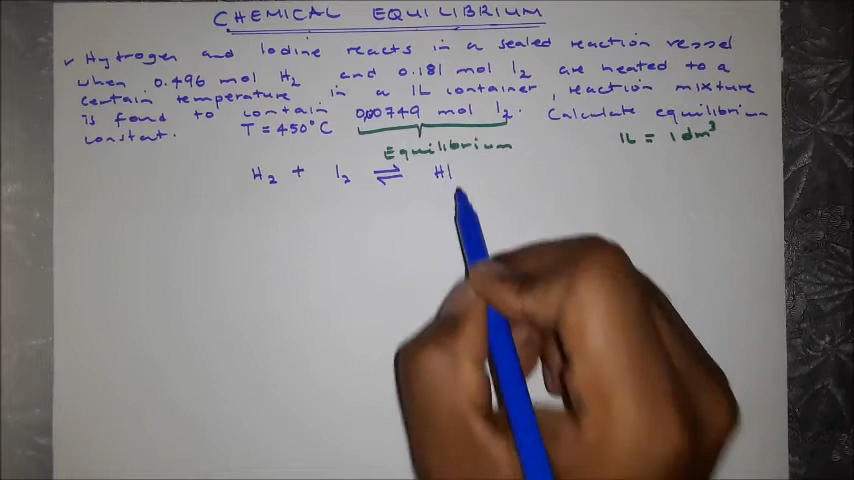 CHEMICAL EQUILIBRIUM
✓ Hytrogen and Iodine reacts in a sealed reaction vessel
when 0.496 mol H2 and 0.181 mol I2 are heated to a
certain temperature in a 1L container, reaction mixture
is found to contain 0,00749 mol I2. Calculate equilibrium
constant. T = 450°C
Equilibrium 1L = 1dm³
H2 + I2 ⇌ HI